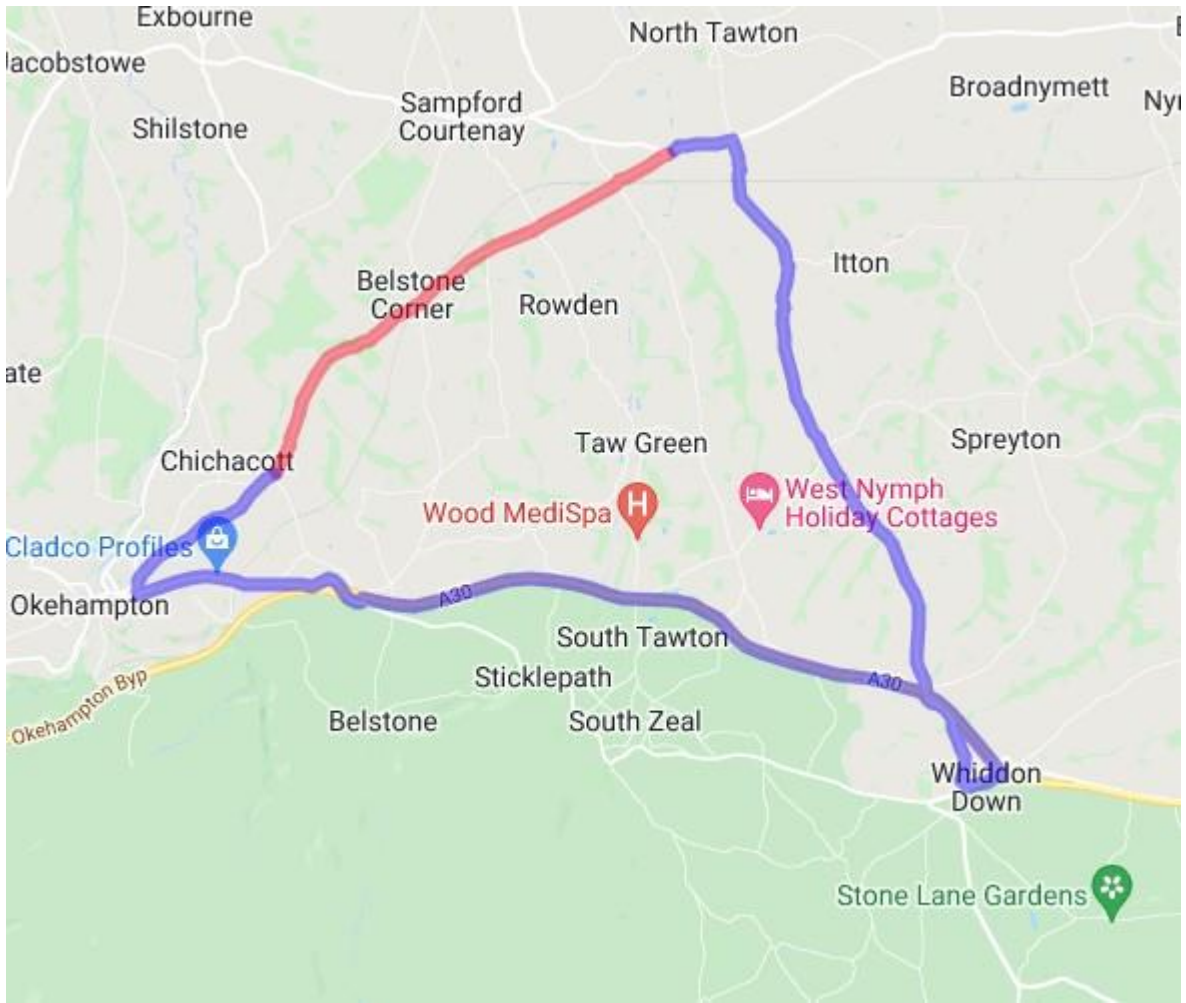 Exbourne
North Tawton
Jacobstowe
Broadnymett
Sampford
Courtenay
Shilstone
Itton
Belstone
Corner
Rowden
Taw Green
Spreyton
Chichacott
West Nymph
Holiday Cottages
Wood MediSpa
H
Cladco Profiles
A30
Okehampton
South Tawton
Sticklepath
A30
Okehampton Byp
Belstone
South Zeal
Whiddon
Down
Stone Lane Gardens